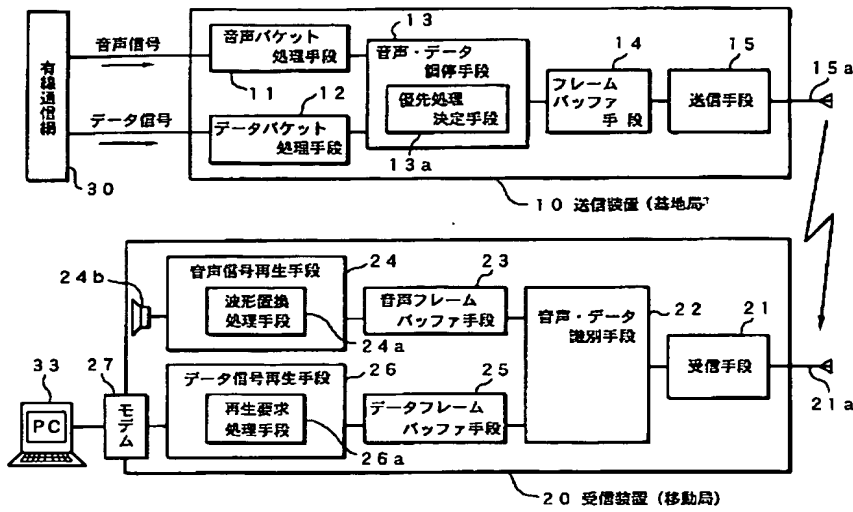 音声信号
有線通信網
データ信号
30
音声パケット
処理手段
11
12
データパケット
処理手段
13
音声・データ
調停手段
優先処理
決定手段
13a
14
フレーム
バッファ
手段
15
送信手段
15a
10 送信装置(基地局)
24b
音声信号再生手段
波形置換
処理手段
24a
24
23
音声フレーム
バッファ手段
音声・データ
識別手段
22
21
受信手段
21a
33
PC
27
モデム
データ信号再生手段
26
再生要求
処理手段
26a
25
データフレーム
バッファ手段
20 受信装置(移動局)